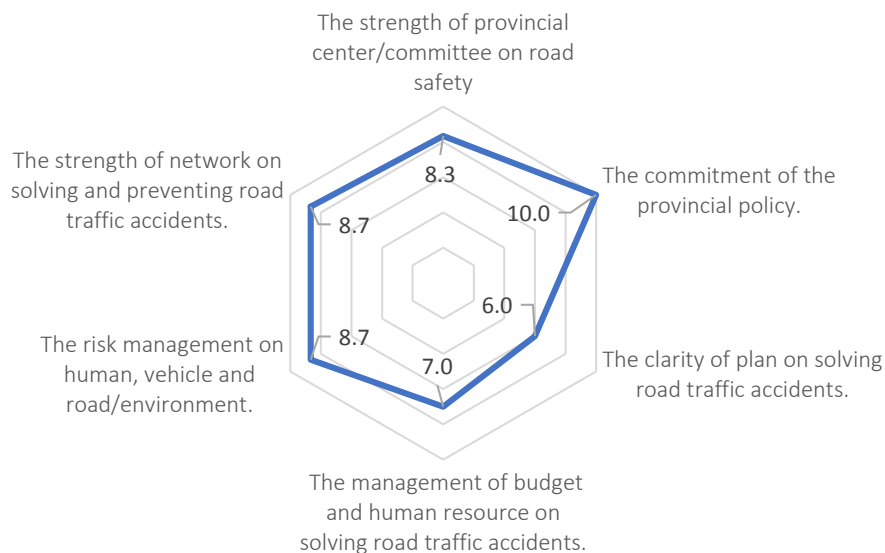 The strength of provincial
center/committee on road
safety
The strength of network on
solving and preventing road
traffic accidents.
8.3
The commitment of the
provincial policy.
10.0
8.7
6.0
The risk management on
human, vehicle and
road/environment.
8.7
7.0
The clarity of plan on solving
road traffic accidents.
The management of budget
and human resource on
solving road traffic accidents.